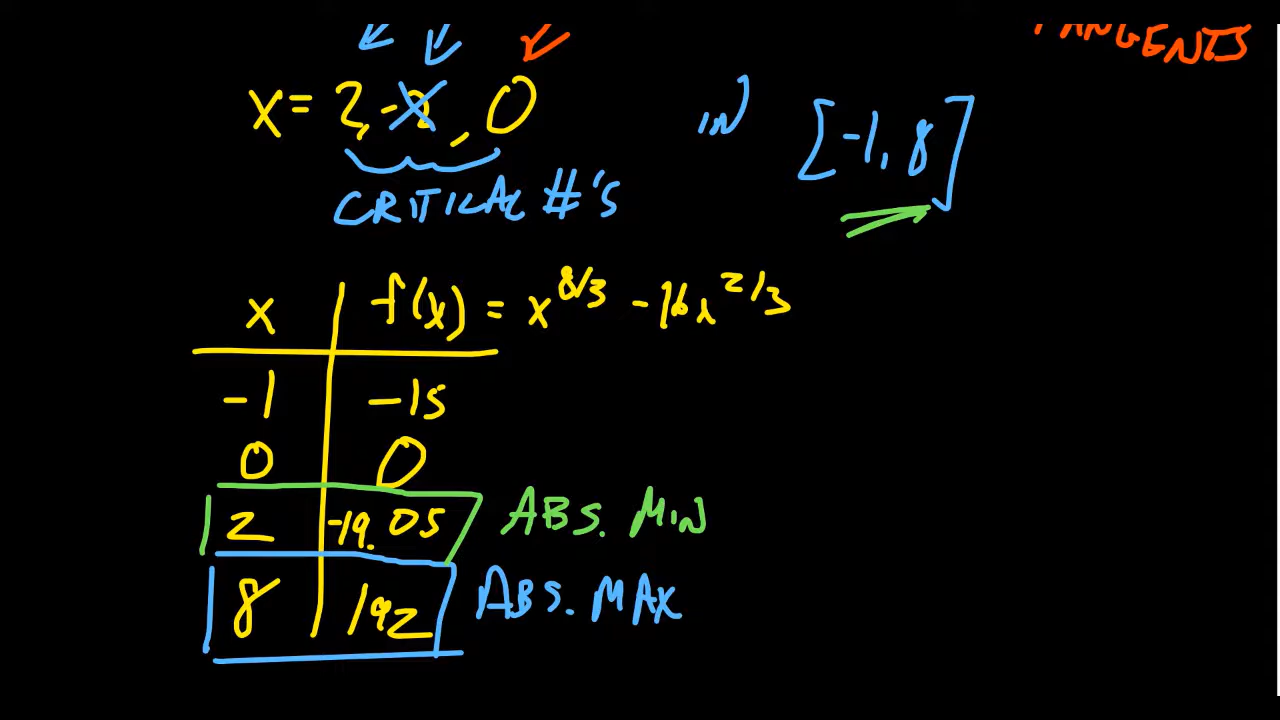 TANGENTS
x = 2, -2, 0 IN [-1, 8]
CRITICAL #'S
x f(x) = x^8/3 - 16x^2/3
-1 -15
0 0
2 -19.05 ABS. MIN
8 192 ABS. MAX